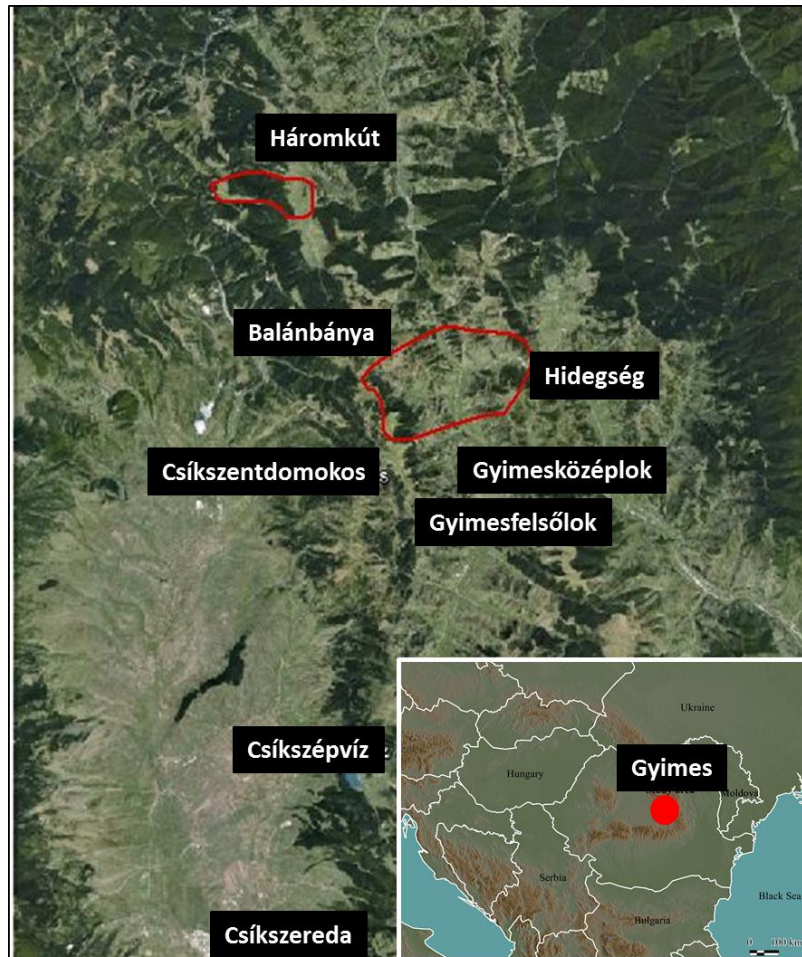 Háromkút
Balánbánya
Hidegség
Csíkszentdomokos
Gyimesközéplok
Gyimesfelsőlok
Csíkszépvíz
Csíkszereda
Ukraine
Gyimes
Hungary
Moldova
Serbia
Bulgaria
Black Sea